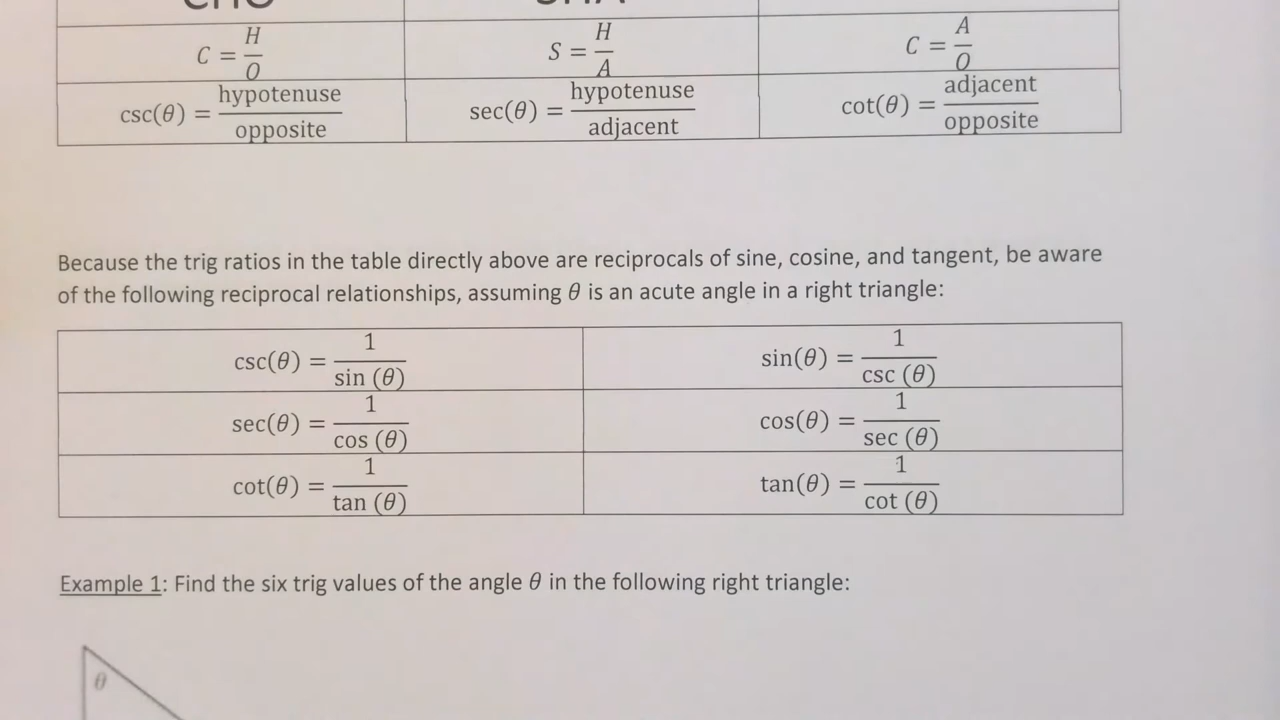 C = H/O S = H/A C = A/O
csc(θ) = hypotenuse/opposite sec(θ) = hypotenuse/adjacent cot(θ) = adjacent/opposite
Because the trig ratios in the table directly above are reciprocals of sine, cosine, and tangent, be aware
of the following reciprocal relationships, assuming θ is an acute angle in a right triangle:
csc(θ) = 1/sin (θ) sin(θ) = 1/csc (θ)
sec(θ) = 1/cos (θ) cos(θ) = 1/sec (θ)
cot(θ) = 1/tan (θ) tan(θ) = 1/cot (θ)
Example 1: Find the six trig values of the angle θ in the following right triangle:
θ